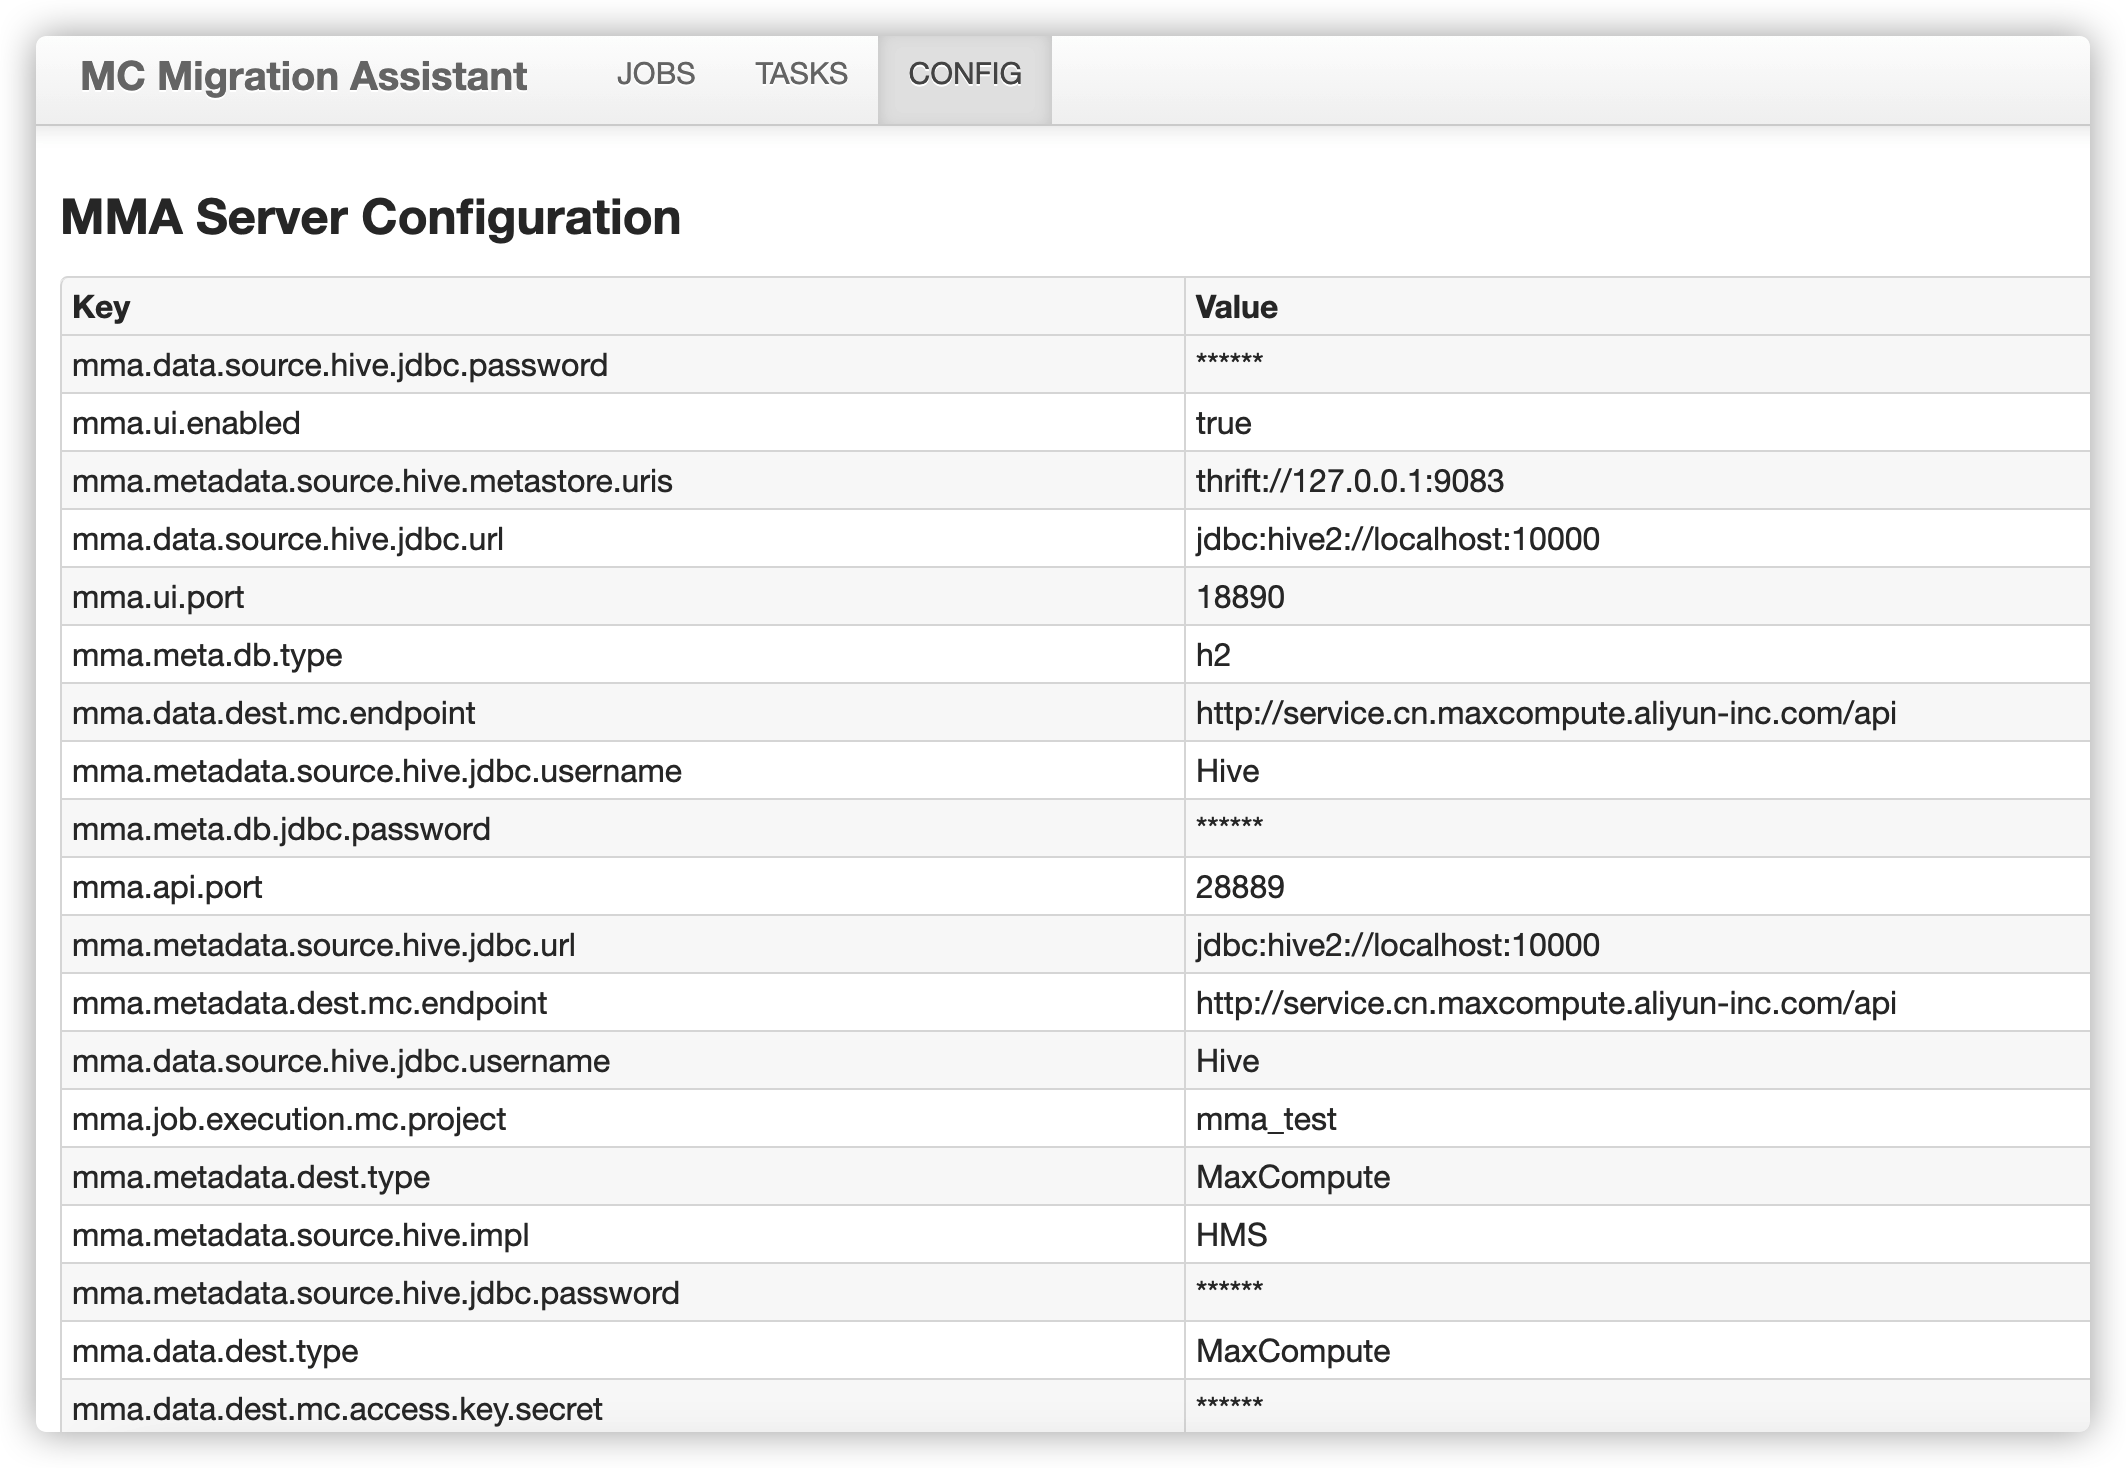 MC Migration Assistant JOBS TASKS CONFIG
MMA Server Configuration
Key Value
mma.data.source.hive.jdbc.password ******
mma.ui.enabled true
mma.metadata.source.hive.metastore.uris thrift://127.0.0.1:9083
mma.data.source.hive.jdbc.url jdbc:hive2://localhost:10000
mma.ui.port 18890
mma.meta.db.type h2
mma.data.dest.mc.endpoint http://service.cn.maxcompute.aliyun-inc.com/api
mma.metadata.source.hive.jdbc.username Hive
mma.meta.db.jdbc.password ******
mma.api.port 28889
mma.metadata.source.hive.jdbc.url jdbc:hive2://localhost:10000
mma.metadata.dest.mc.endpoint http://service.cn.maxcompute.aliyun-inc.com/api
mma.data.source.hive.jdbc.username Hive
mma.job.execution.mc.project mma_test
mma.metadata.dest.type MaxCompute
mma.metadata.source.hive.impl HMS
mma.metadata.source.hive.jdbc.password ******
mma.data.dest.type MaxCompute
mma.data.dest.mc.access.key.secret ******